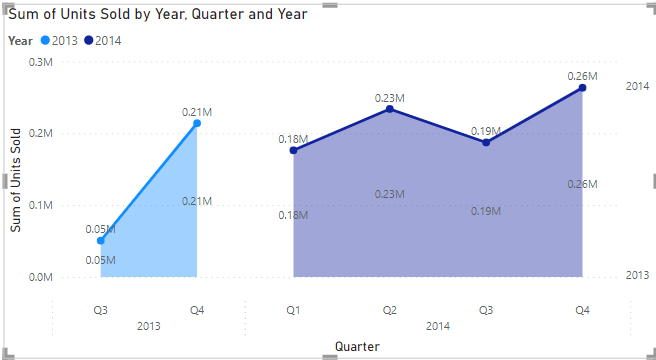 Sum of Units Sold by Year, Quarter and Year
Year 2013 2014
0.3M
0.2M
0.1M
0.0M
Sum of Units Sold
0.05M
0.05M
0.21M
0.21M
0.18M
0.18M
0.23M
0.23M
0.19M
0.19M
0.26M
0.26M
2014
2013
Q3 Q4 Q1 Q2 Q3 Q4
2013 2014
Quarter